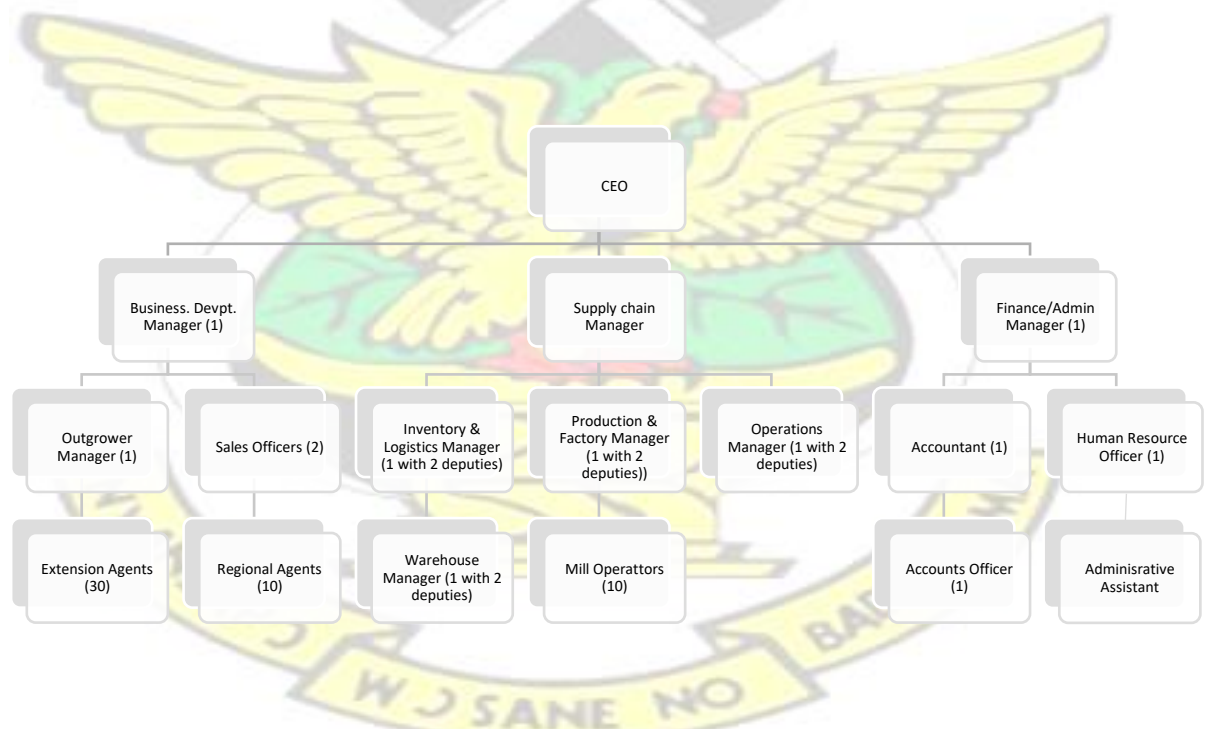 CEO
Business. Devpt.
Manager (1)
Supply chain
Manager
Finance/Admin
Manager (1)
Outgrower
Manager (1)
Sales Officers (2)
Inventory &
Logistics Manager
(1 with 2 deputies)
Production &
Factory Manager
(1 with 2
deputies))
Operations
Manager (1 with 2
deputies)
Accountant (1)
Human Resource
Officer (1)
Extension Agents
(30)
Regional Agents
(10)
Warehouse
Manager (1 with 2
deputies)
Mill Operattors
(10)
Accounts Officer
(1)
Adminisrative
Assistant
W Ɔ SANE NO